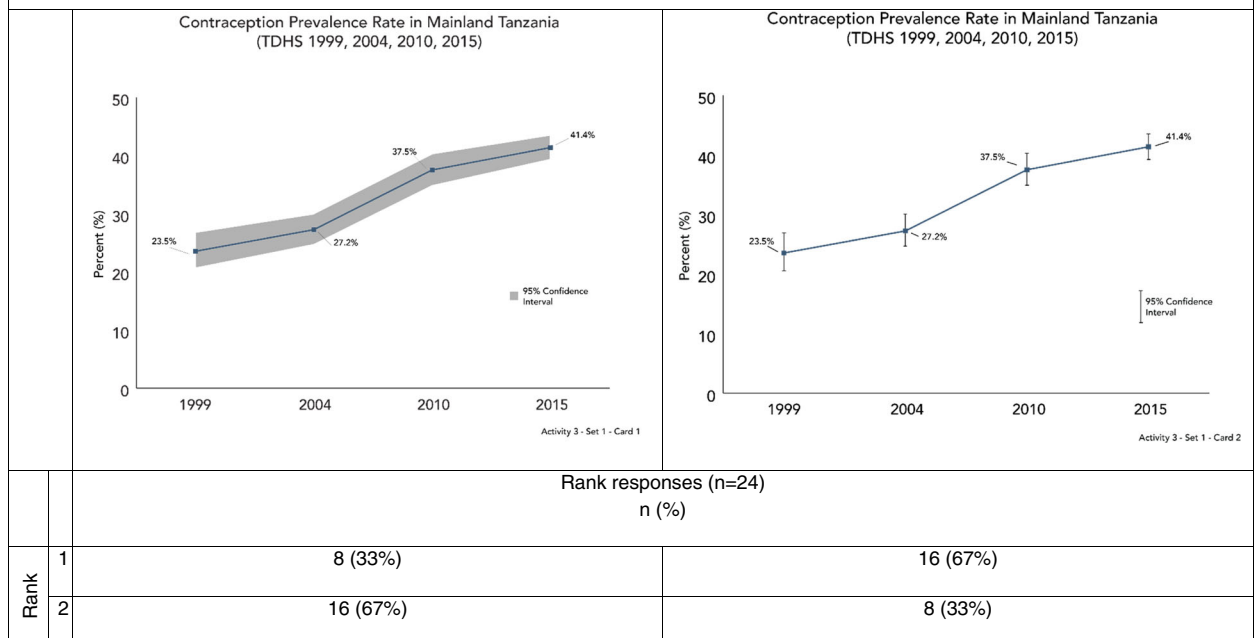 Contraception Prevalence Rate in Mainland Tanzania
(TDHS 1999, 2004, 2010, 2015)
50
40
30
20
10
0
Percent (%)
23.5%
27.2%
37.5%
41.4%
95% Confidence
Interval
1999
2004
2010
2015
Activity 3 - Set 1 - Card 1
Contraception Prevalence Rate in Mainland Tanzania
(TDHS 1999, 2004, 2010, 2015)
50
40
30
20
10
0
Percent (%)
23.5%
27.2%
37.5%
41.4%
95% Confidence
Interval
1999
2004
2010
2015
Activity 3 - Set 1 - Card 2
Rank responses (n=24)
n (%)
Rank
1
8 (33%)
16 (67%)
2
16 (67%)
8 (33%)